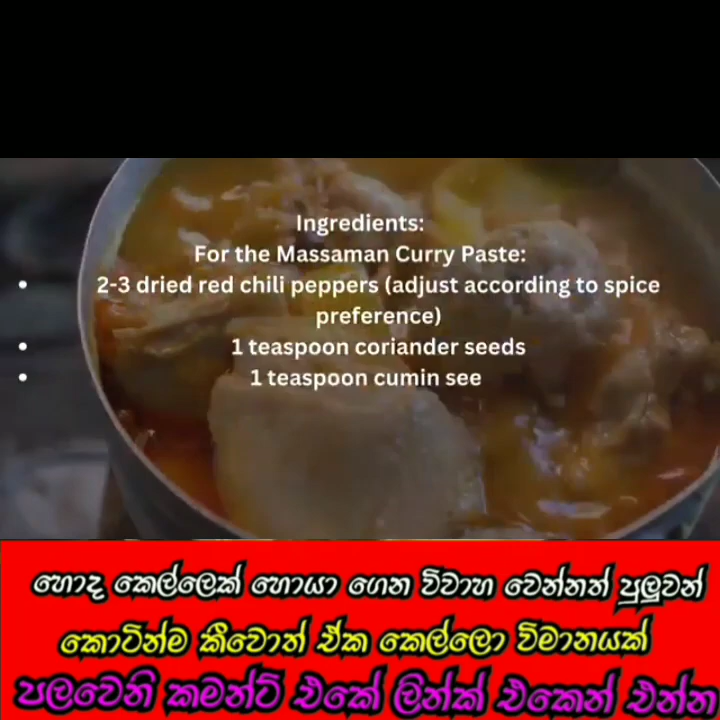 Ingredients:
For the Massaman Curry Paste:
• 2-3 dried red chili peppers (adjust according to spice
preference)
• 1 teaspoon coriander seeds
• 1 teaspoon cumin see
හොද කෙල්ලෙක් හොයා ගෙන විවාහ වෙන්නත් පුලුවන්
කොටින්ම කීවොත් ඒක කෙල්ලො විමානයක්
පලවෙනි කමන්ට් එකේ ලින්ක් එකෙන් එන්න